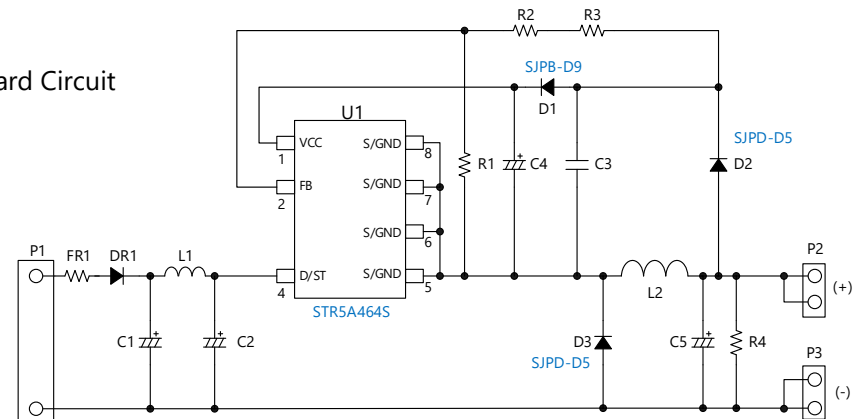 R2 R3
ard Circuit
SJPB-D9
D1
U1
VCC S/GND
1 8
SJPD-D5
R1 C4 C3 D2
FB S/GND
2 7
S/GND
6
P1 FR1 DR1 L1 P2
D/ST S/GND
4 5
(+)
L2
STR5A464S
C1 C2 D3 C5 R4
SJPD-D5
P3
(-)
+
+
+
+